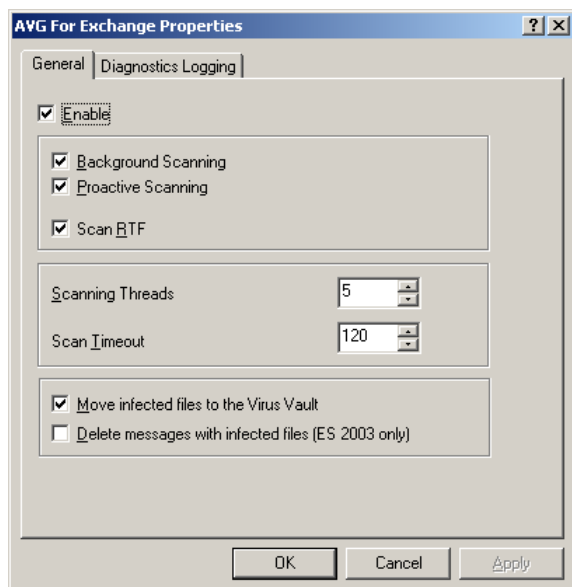 AVG For Exchange Properties
General Diagnostics Logging
Enable
Background Scanning
Proactive Scanning
Scan RTF
Scanning Threads 5
Scan Timeout 120
Move infected files to the Virus Vault
Delete messages with infected files (ES 2003 only)
OK Cancel Apply